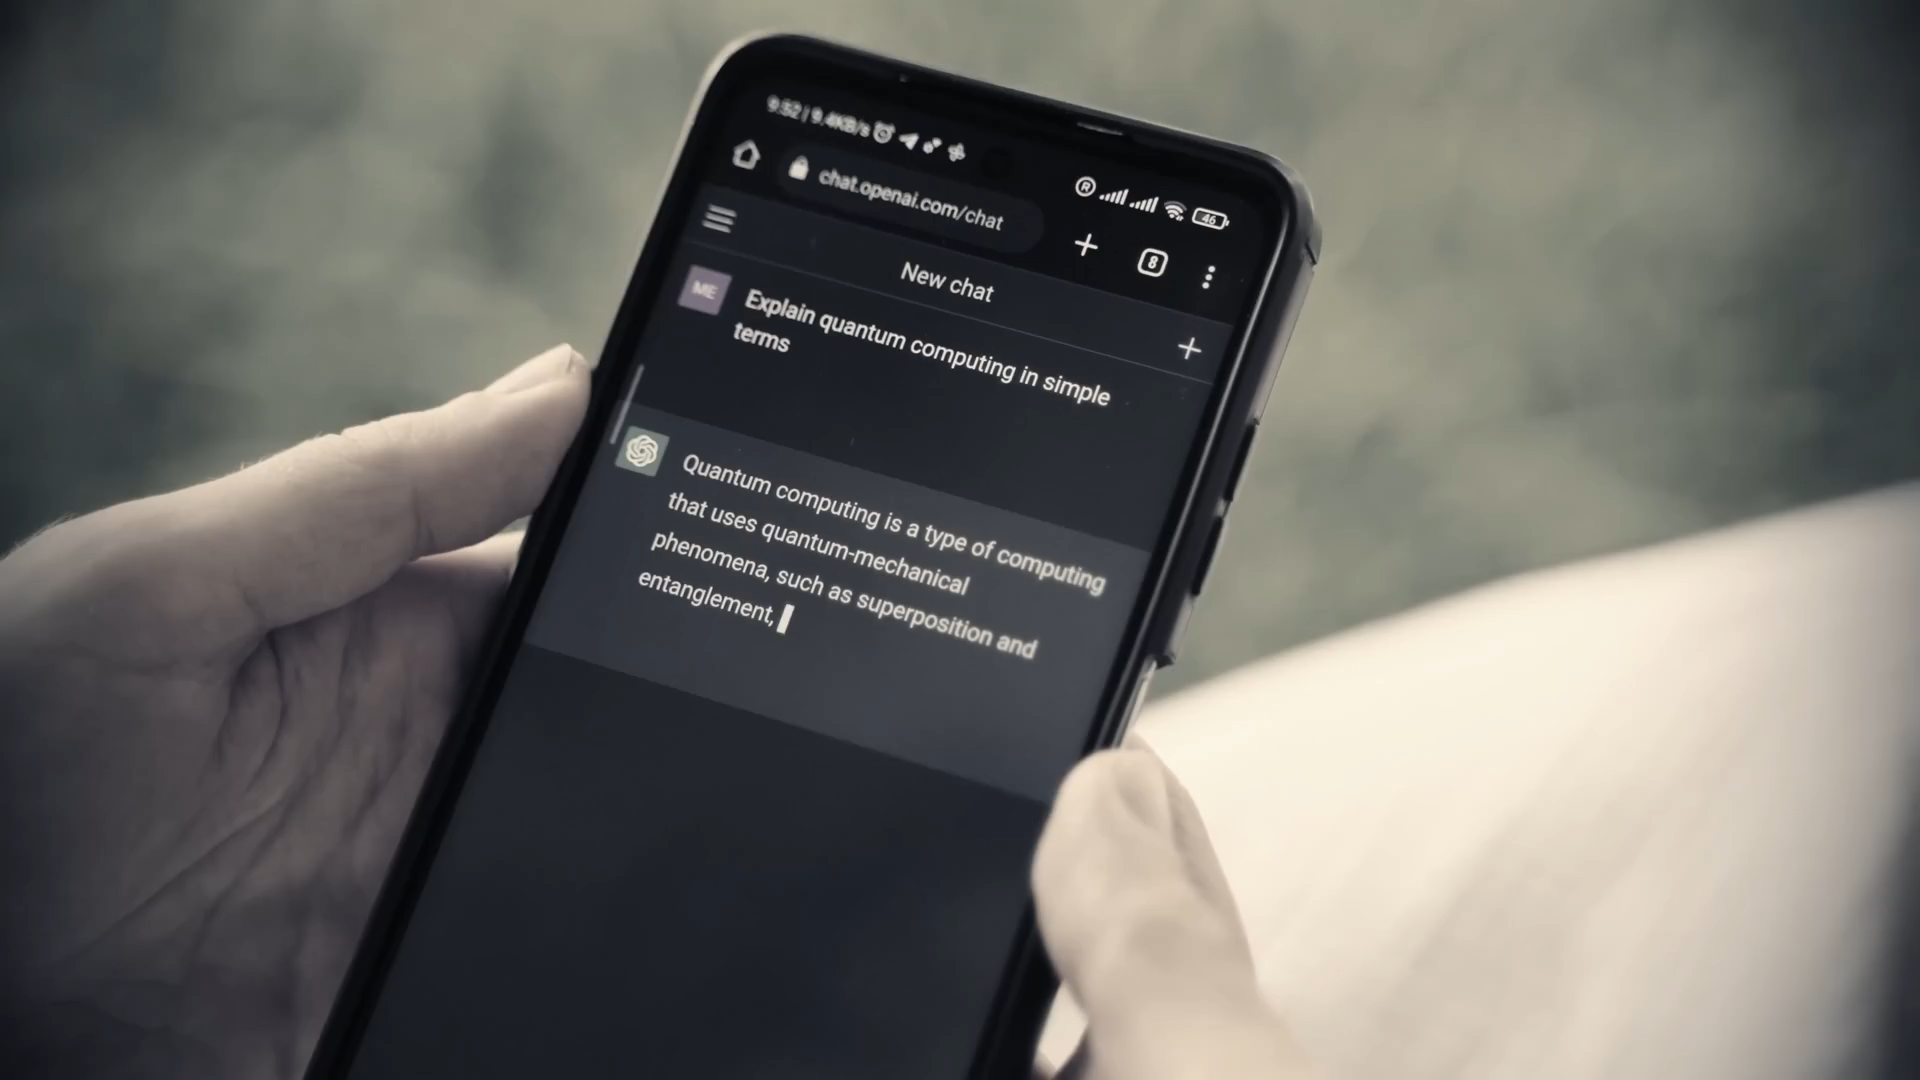 9:52 | 9.4KB/s
R 46
chat.openai.com/chat
8
New chat
ME
Explain quantum computing in simple
terms
Quantum computing is a type of computing
that uses quantum-mechanical
phenomena, such as superposition and
entanglement,